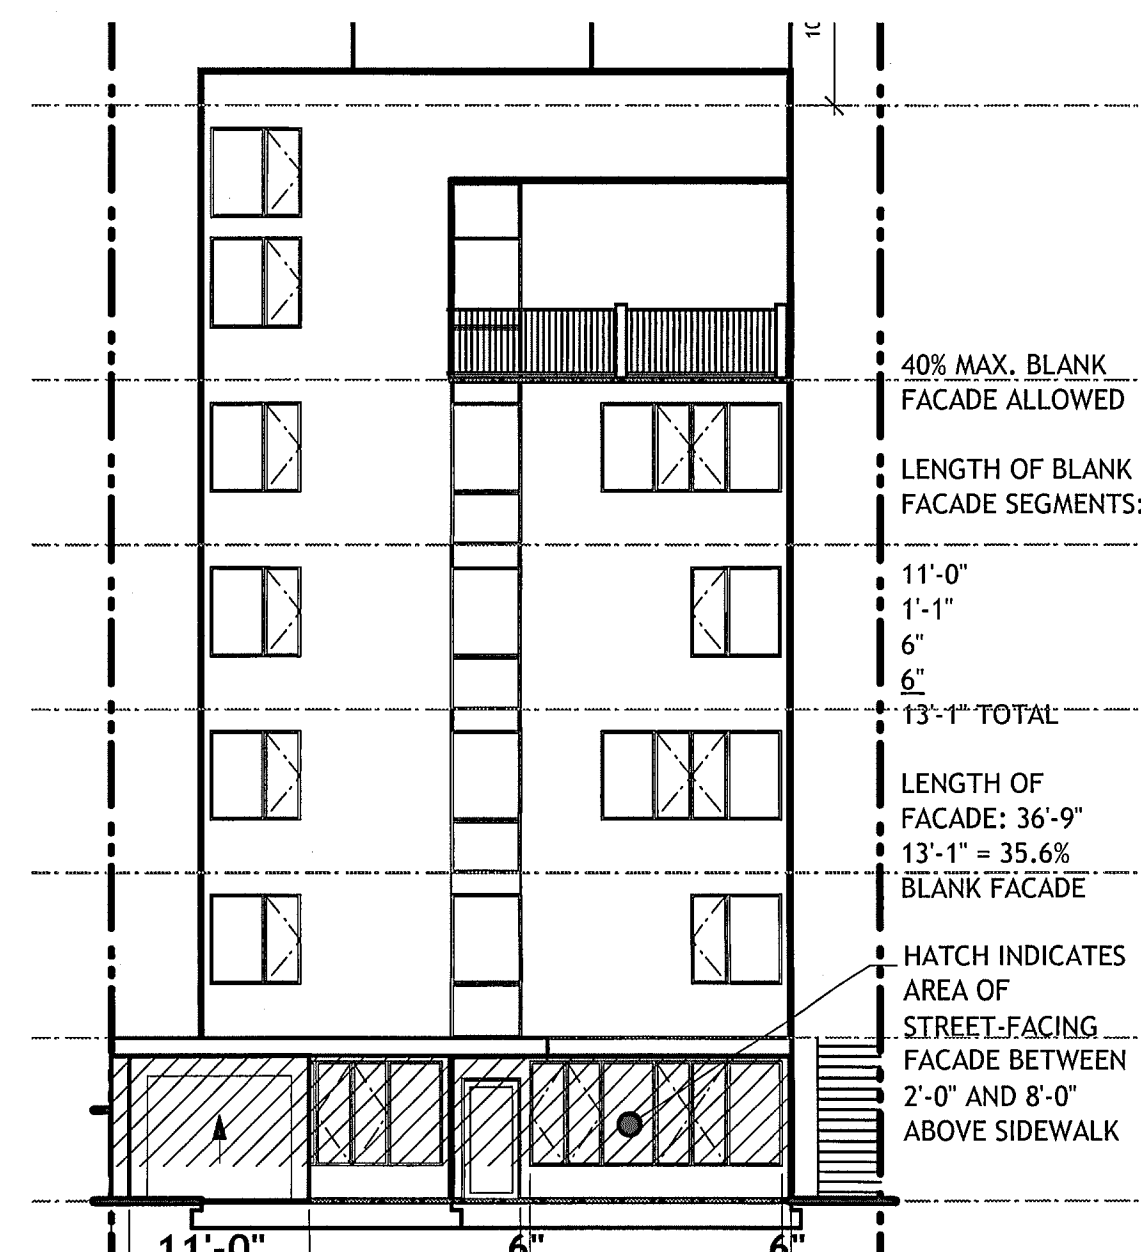 10
40% MAX. BLANK
FACADE ALLOWED
LENGTH OF BLANK
FACADE SEGMENTS:
11'-0"
1'-1"
6"
6"
13'-1" TOTAL
LENGTH OF
FACADE: 36'-9"
13'-1" = 35.6%
BLANK FACADE
HATCH INDICATES
AREA OF
STREET-FACING
FACADE BETWEEN
2'-0" AND 8'-0"
ABOVE SIDEWALK
11'-0" 6" 6"